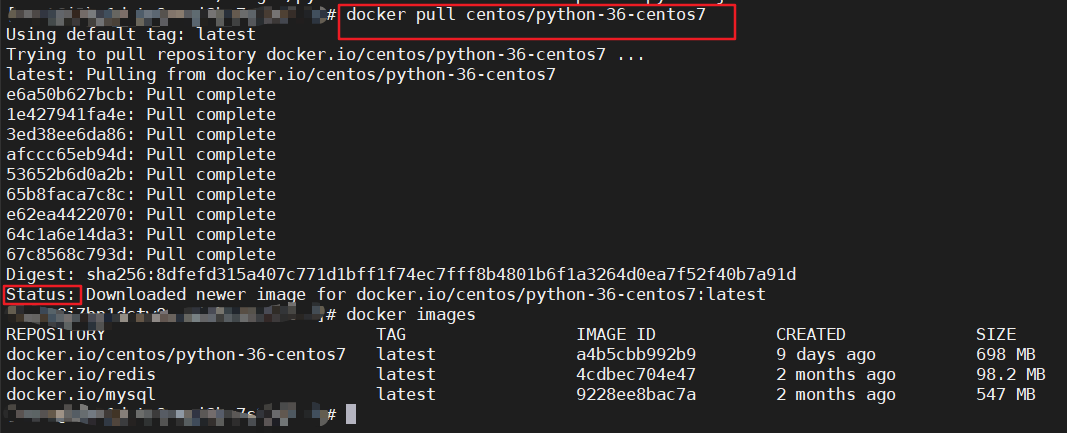 # docker pull centos/python-36-centos7
Using default tag: latest
Trying to pull repository docker.io/centos/python-36-centos7 ...
latest: Pulling from docker.io/centos/python-36-centos7
e6a50b627bcb: Pull complete
1e427941fa4e: Pull complete
3ed38ee6da86: Pull complete
afccc65eb94d: Pull complete
53652b6d0a2b: Pull complete
65b8faca7c8c: Pull complete
e62ea4422070: Pull complete
64c1a6e14da3: Pull complete
67c8568c793d: Pull complete
Digest: sha256:8dfefd315a407c771d1bff1f74ec7fff8b4801b6f1a3264d0ea7f52f40b7a91d
Status: Downloaded newer image for docker.io/centos/python-36-centos7:latest
]# docker images
REPOSITORY TAG IMAGE ID CREATED SIZE
docker.io/centos/python-36-centos7 latest a4b5cbb992b9 9 days ago 698 MB
docker.io/redis latest 4cdbec704e47 2 months ago 98.2 MB
docker.io/mysql latest 9228ee8bac7a 2 months ago 547 MB
#